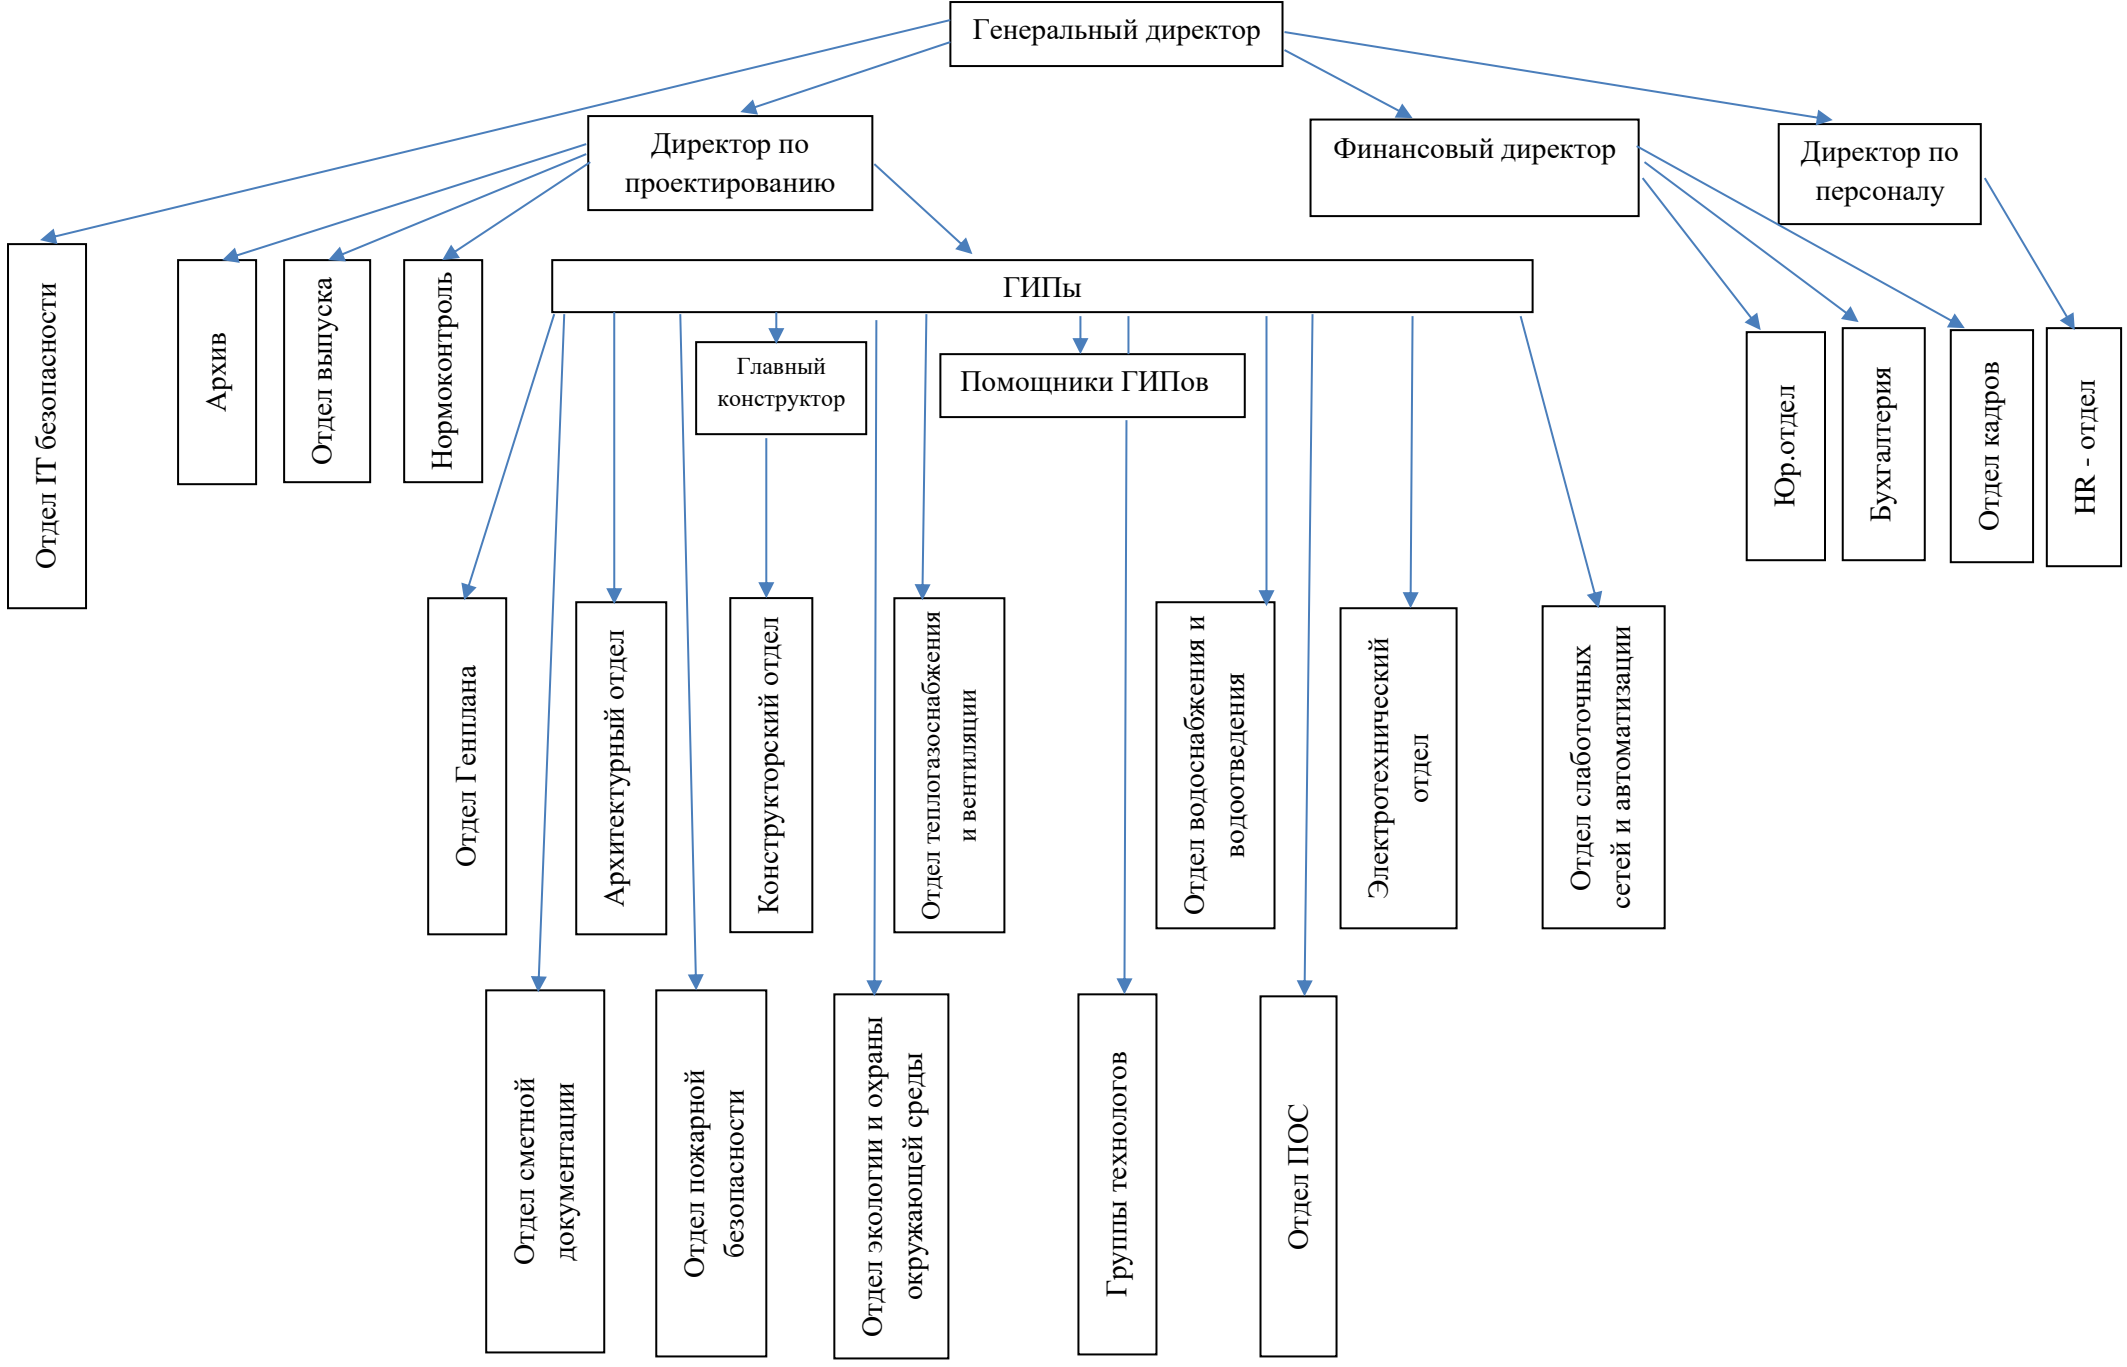 Генеральный директор
Директор по
проектированию
Финансовый директор
Директор по
персоналу
Отдел IT безопасности
Архив
Отдел выпуска
Нормоконтроль
ГИПы
Главный
конструктор
Помощники ГИПов
Юр.отдел
Бухгалтерия
Отдел кадров
HR - отдел
Отдел Генплана
Архитектурный отдел
Конструкторский отдел
Отдел теплогазоснабжения
и вентиляции
Отдел водоснабжения и
водоотведения
Электротехнический
отдел
Отдел слаботочных
сетей и автоматизации
Отдел сметной
документации
Отдел пожарной
безопасности
Отдел экологии и охраны
окружающей среды
Группы технологов
Отдел ПОС